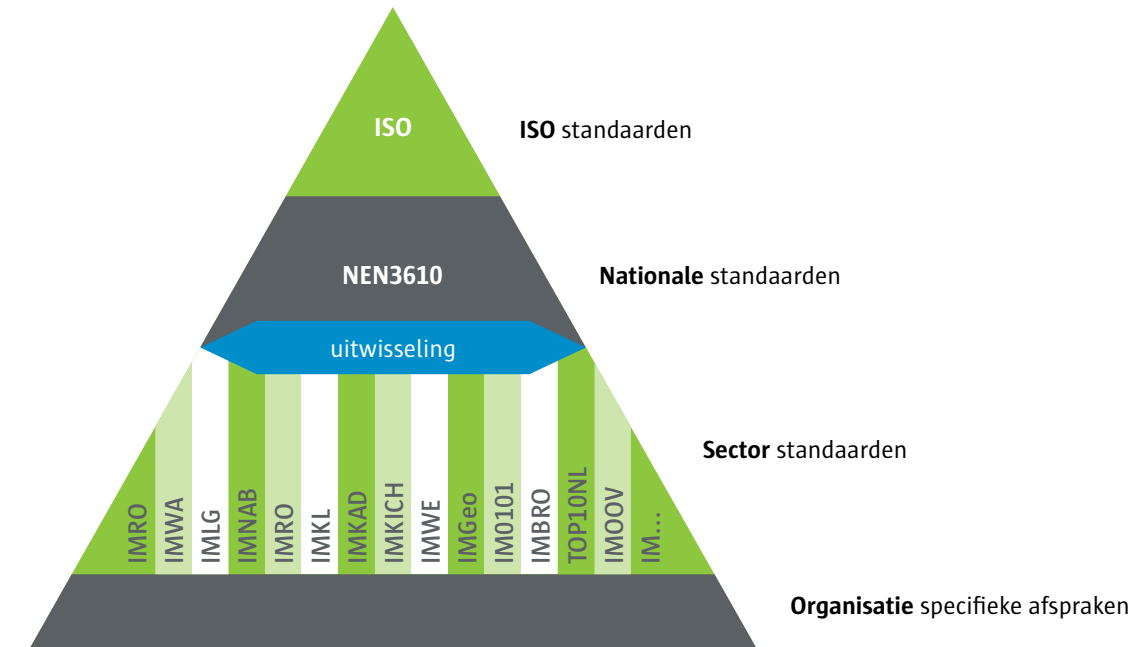 ISO
ISO standaarden
NEN3610
Nationale standaarden
uitwisseling
Sector standaarden
IMRO
IMWA
IMLG
IMNAB
IMRO
IMKL
IMKAD
IMKICH
IMWE
IMGeo
IM0101
IMBRO
TOP10NL
IMOOV
IM...
Organisatie specifieke afspraken